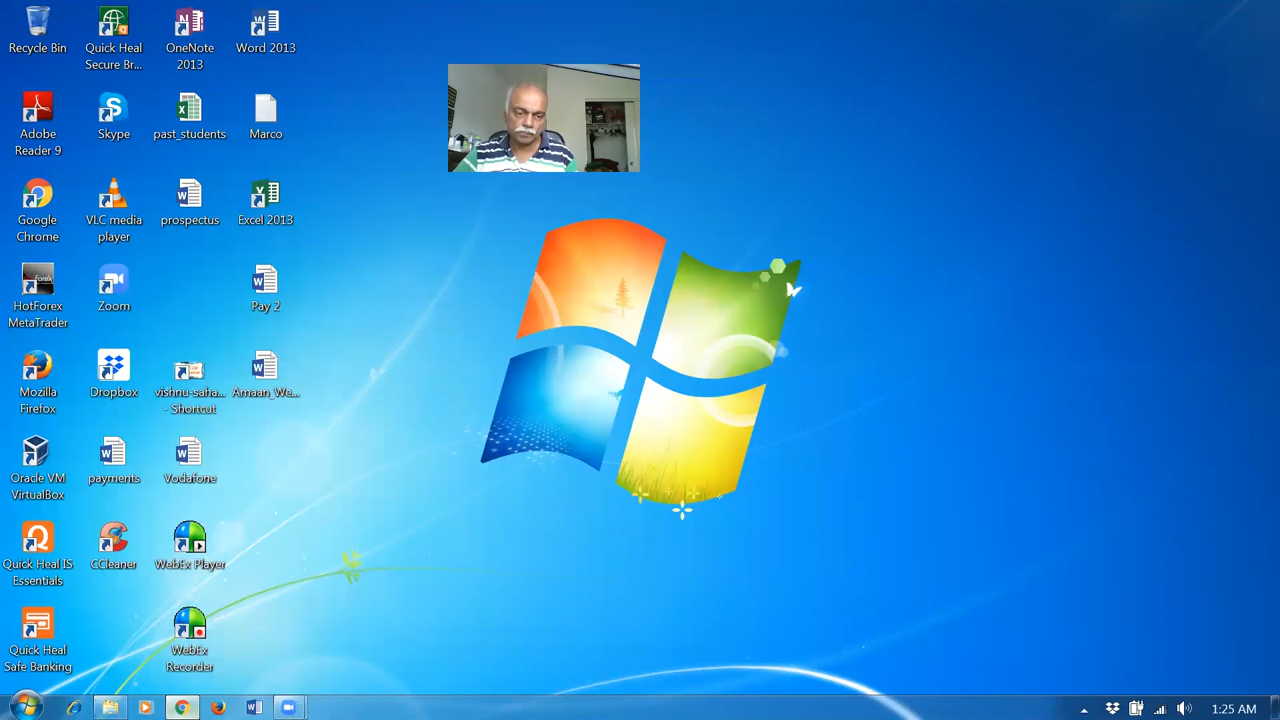 Recycle Bin
Quick Heal
Secure Br...
OneNote
2013
Word 2013
Adobe
Reader 9
Skype
past_students
Marco
Google
Chrome
VLC media
player
prospectus
Excel 2013
HotForex
MetaTrader
Zoom
Pay 2
Mozilla
Firefox
Dropbox
vishnu-saha...
- Shortcut
Amaan_We...
Oracle VM
VirtualBox
payments
Vodafone
Quick Heal IS
Essentials
CCleaner
WebEx Player
Quick Heal
Safe Banking
WebEx
Recorder
1:25 AM